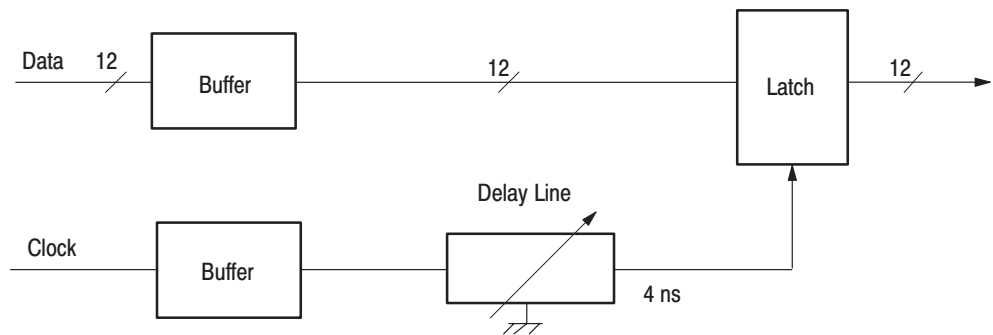 Data
12
Buffer
12
Latch
12
Delay Line
Clock
Buffer
4 ns